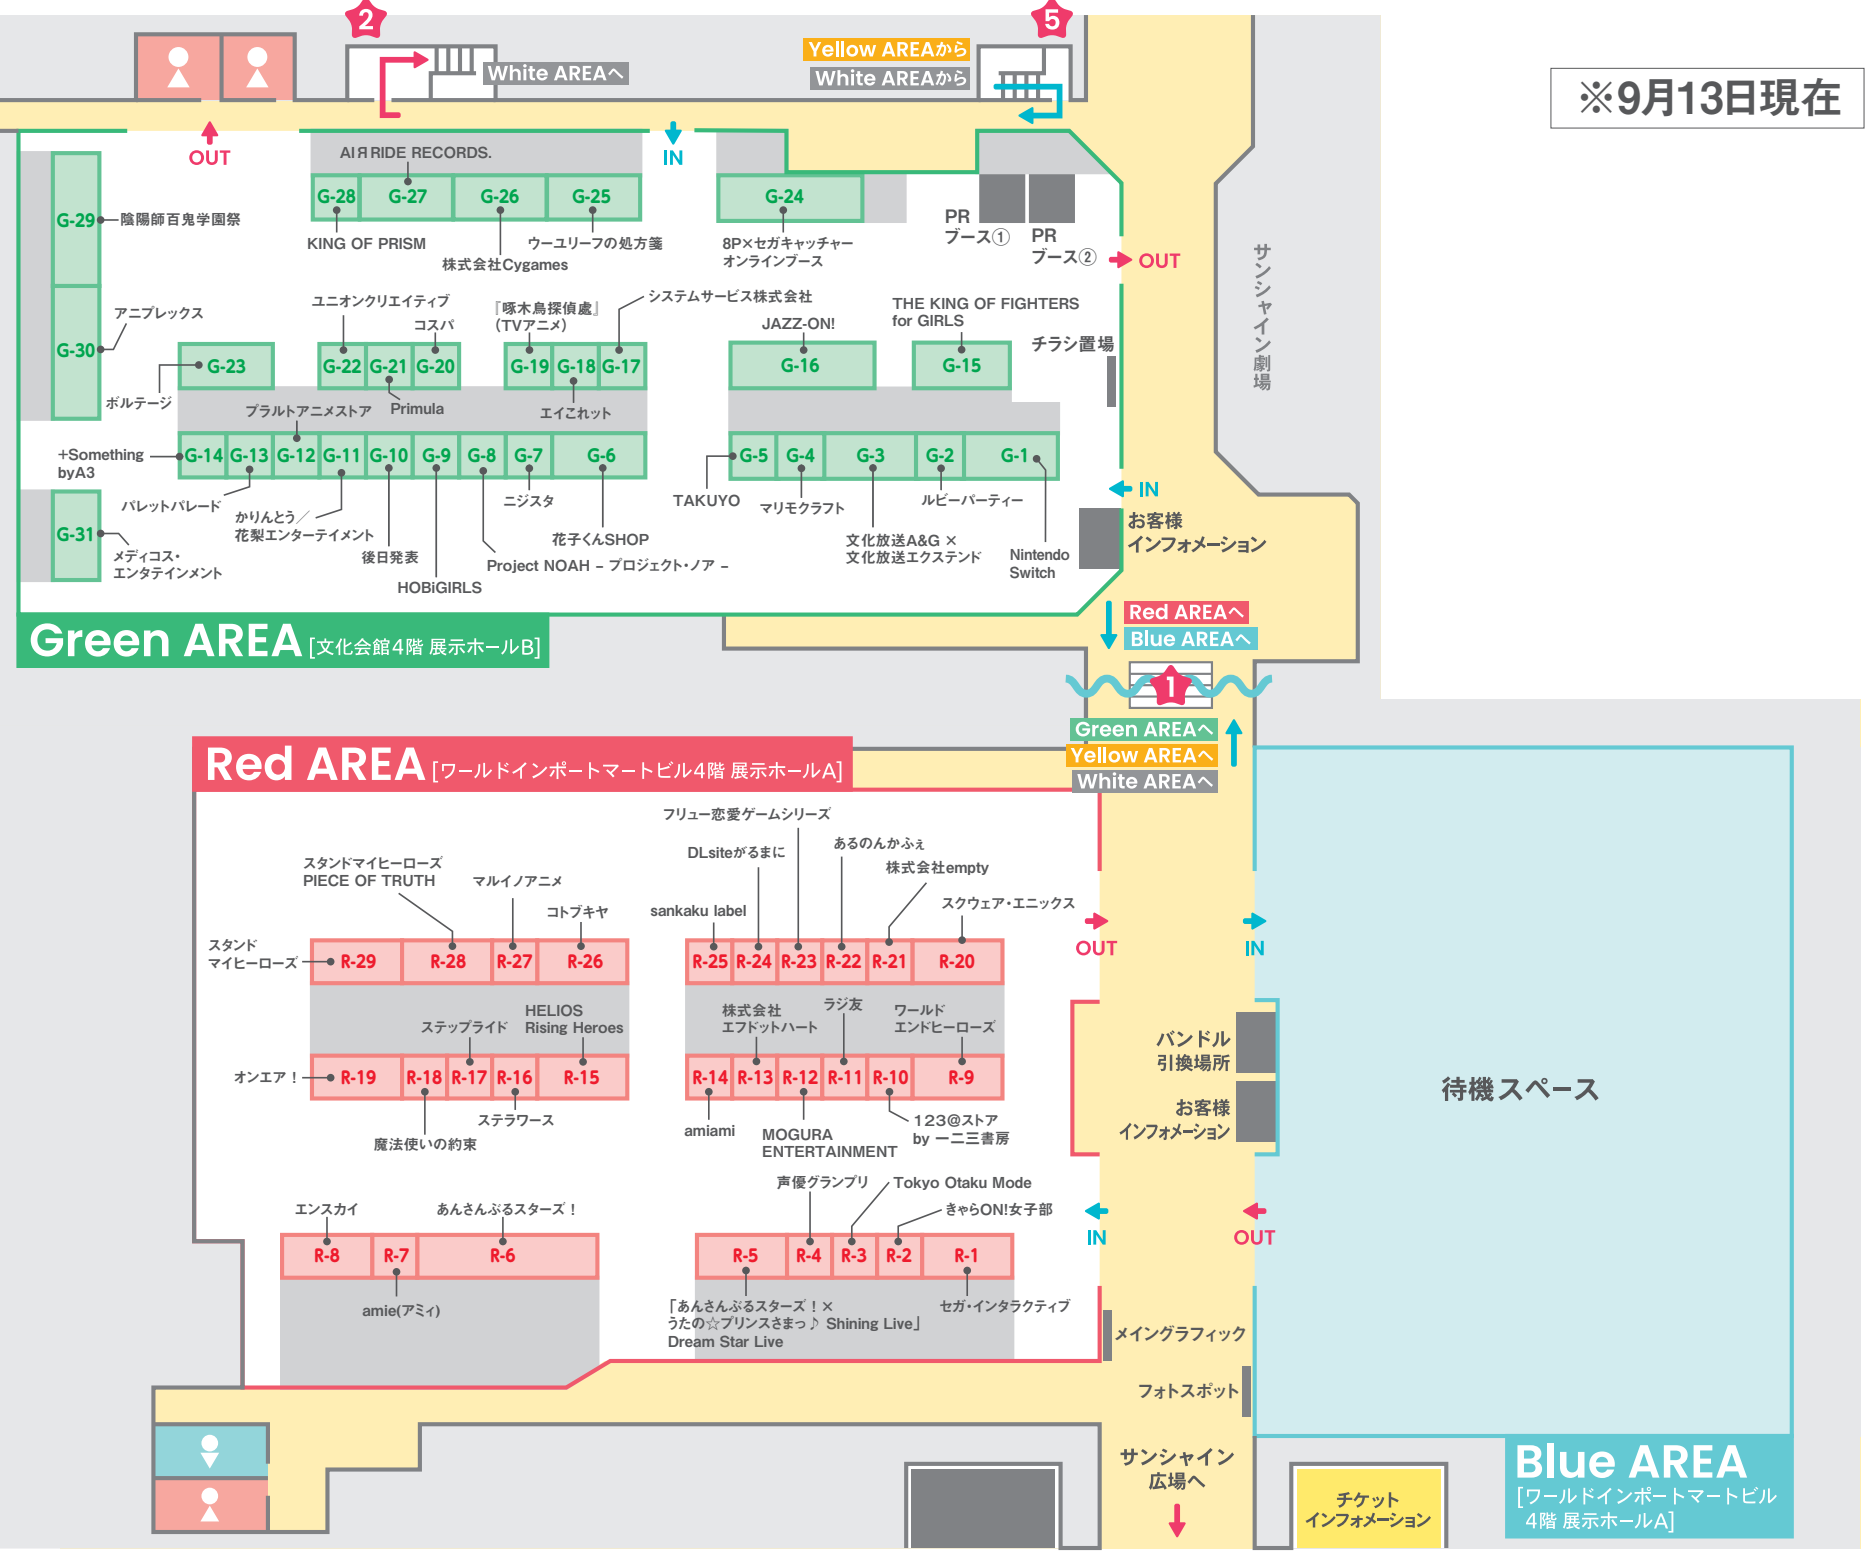 2
5
Yellow AREAから
White AREAへ
White AREAから
※9月13日現在
OUT
IN
AIЯRIDE RECORDS.
G-28
G-27
G-26
G-25
G-24
G-29
陰陽師百鬼学園祭
KING OF PRISM
株式会社Cygames
ウーユリーフの処方箋
8P×セガキャッチャー
オンラインブース
PR
ブース①
PR
ブース②
OUT
サンシャイン劇場
アニプレックス
ユニオンクリエイティブ
コスパ
『啄木鳥探偵處』
（TVアニメ）
システムサービス株式会社
JAZZ-ON!
THE KING OF FIGHTERS
for GIRLS
チラシ置場
G-30
G-23
G-22
G-21
G-20
G-19
G-18
G-17
G-16
G-15
ボルテージ
プラルトアニメストア
Primula
エイこれット
+Something
byA3
G-14
G-13
G-12
G-11
G-10
G-9
G-8
G-7
G-6
G-5
G-4
G-3
G-2
G-1
IN
パレットパレード
かりんとう／
花梨エンターテイメント
後日発表
HOBiGIRLS
Project NOAH – プロジェクト・ノア –
ニジスタ
花子くんSHOP
TAKUYO
マリモクラフト
文化放送A&G ×
文化放送エクステンド
ルビーパーティー
Nintendo
Switch
お客様
インフォメーション
G-31
メディコス・
エンタテインメント
Green AREA [文化会館4階 展示ホールB]
Red AREAへ
Blue AREAへ
1
Green AREAへ
Yellow AREAへ
White AREAへ
Red AREA [ワールドインポートマートビル4階 展示ホールA]
スタンドマイヒーローズ
PIECE OF TRUTH
マルイノアニメ
コトブキヤ
フリュー恋愛ゲームシリーズ
DLsiteがるまに
あるのんかふぇ
株式会社empty
sankaku label
スクウェア・エニックス
スタンド
マイヒーローズ
R-29
R-28
R-27
R-26
R-25
R-24
R-23
R-22
R-21
R-20
OUT
IN
ステップライド
HELIOS
Rising Heroes
株式会社
エフドットハート
ラジ友
ワールド
エンドヒーローズ
オンエア！
R-19
R-18
R-17
R-16
R-15
R-14
R-13
R-12
R-11
R-10
R-9
魔法使いの約束
ステラワース
amiami
MOGURA
ENTERTAINMENT
123@ストア
by 一二三書房
バンドル
引換場所
お客様
インフォメーション
待機スペース
エンスカイ
あんさんぶるスターズ！
声優グランプリ
Tokyo Otaku Mode
きゃらON!女子部
IN
OUT
R-8
R-7
R-6
R-5
R-4
R-3
R-2
R-1
amie(アミィ)
「あんさんぶるスターズ！×
うたの☆プリンスさまっ♪ Shining Live」
Dream Star Live
セガ・インタラクティブ
メイングラフィック
フォトスポット
サンシャイン
広場へ
チケット
インフォメーション
Blue AREA
[ワールドインポートマートビル
4階 展示ホールA]